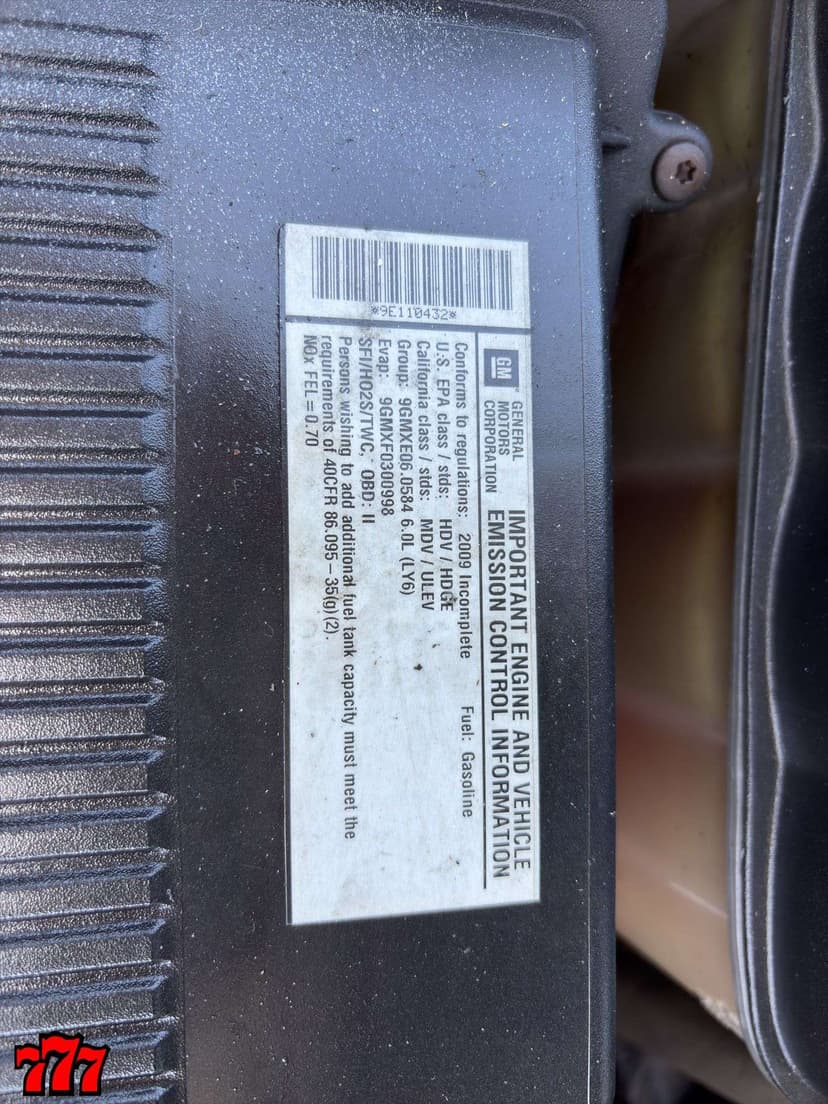 *9E110432*
GM
GENERAL
MOTORS
CORPORATION
IMPORTANT ENGINE AND VEHICLE
EMISSION CONTROL INFORMATION
Conforms to regulations: 2009 Incomplete Fuel: Gasoline
U.S. EPA class / stds: HDV / HDGE
California class / stds: MDV / ULEV
Group: 9GMXE06.0584 6.0L (LY6)
Evap: 9GMXF0300998
SFI/HO2S/TWC, OBD: II
Persons wishing to add additional fuel tank capacity must meet the
requirements of 40CFR 86.095-35(g)(2).
NOx FEL=0.70
777